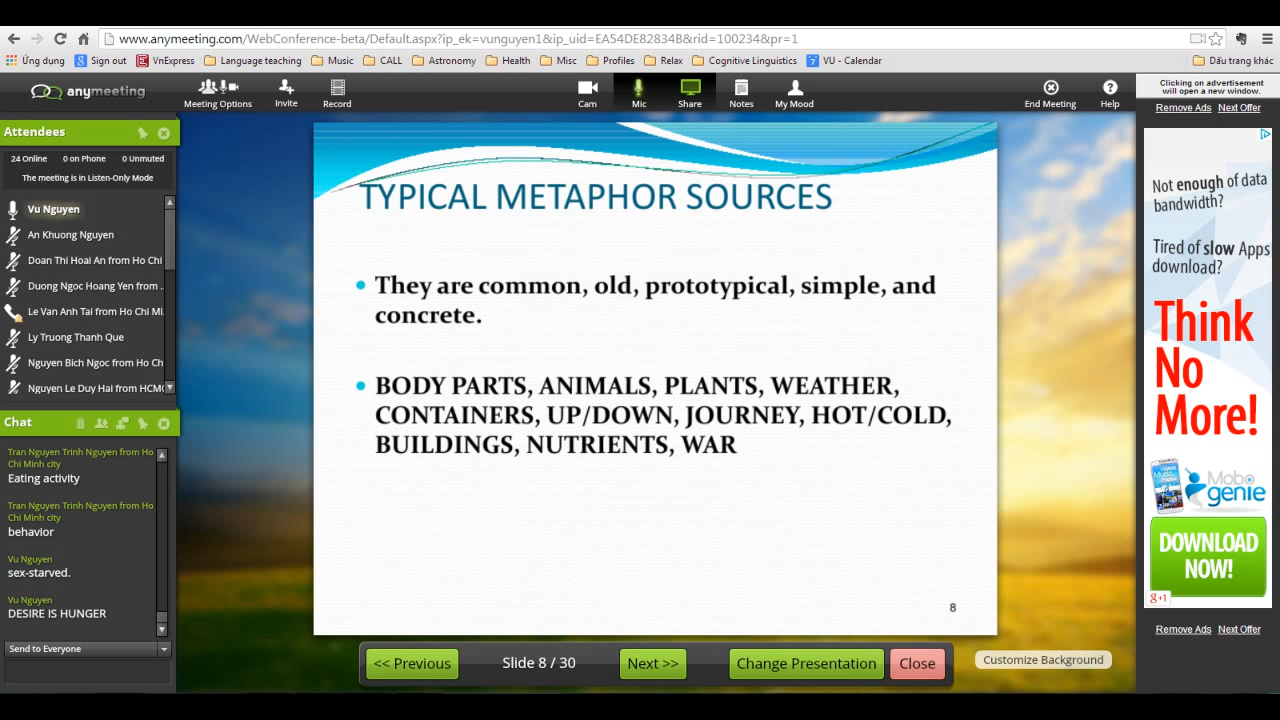 www.anymeeting.com/WebConference-beta/Default.aspx?ip_ek=vunguyen1&ip_uid=EA54DE82834B&rid=100234&pr=1
Ứng dụng Sign out VnExpress Language teaching Music CALL Astronomy Health Misc Profiles Relax Cognitive Linguistics 7 VU - Calendar Dấu trang khác
anymeeting
Meeting Options Invite Record Cam Mic Share Notes My Mood End Meeting Help
Clicking on advertisement
will open a new window.
Remove Ads Next Offer
Attendees
24 Online 0 on Phone 0 Unmuted
The meeting is in Listen-Only Mode
Vu Nguyen
An Khuong Nguyen
Doan Thi Hoai An from Ho Chi
Duong Ngoc Hoang Yen from ..
Le Van Anh Tai from Ho Chi Mi.
Ly Truong Thanh Que
Nguyen Bich Ngoc from Ho Ch
Nguyen Le Duy Hai from HCMC
Chat
Tran Nguyen Trinh Nguyen from Ho
Chi Minh city
Eating activity
Tran Nguyen Trinh Nguyen from Ho
Chi Minh city
behavior
Vu Nguyen
sex-starved.
Vu Nguyen
DESIRE IS HUNGER
Send to Everyone
TYPICAL METAPHOR SOURCES
• They are common, old, prototypical, simple, and
concrete.
• BODY PARTS, ANIMALS, PLANTS, WEATHER,
CONTAINERS, UP/DOWN, JOURNEY, HOT/COLD,
BUILDINGS, NUTRIENTS, WAR
8
<< Previous Slide 8 / 30 Next >> Change Presentation Close
Customize Background
Not enough of data
bandwidth?
Tired of slow Apps
download?
Think
No
More!
Mobo
genie
DOWNLOAD
NOW!
g+1
Remove Ads Next Offer